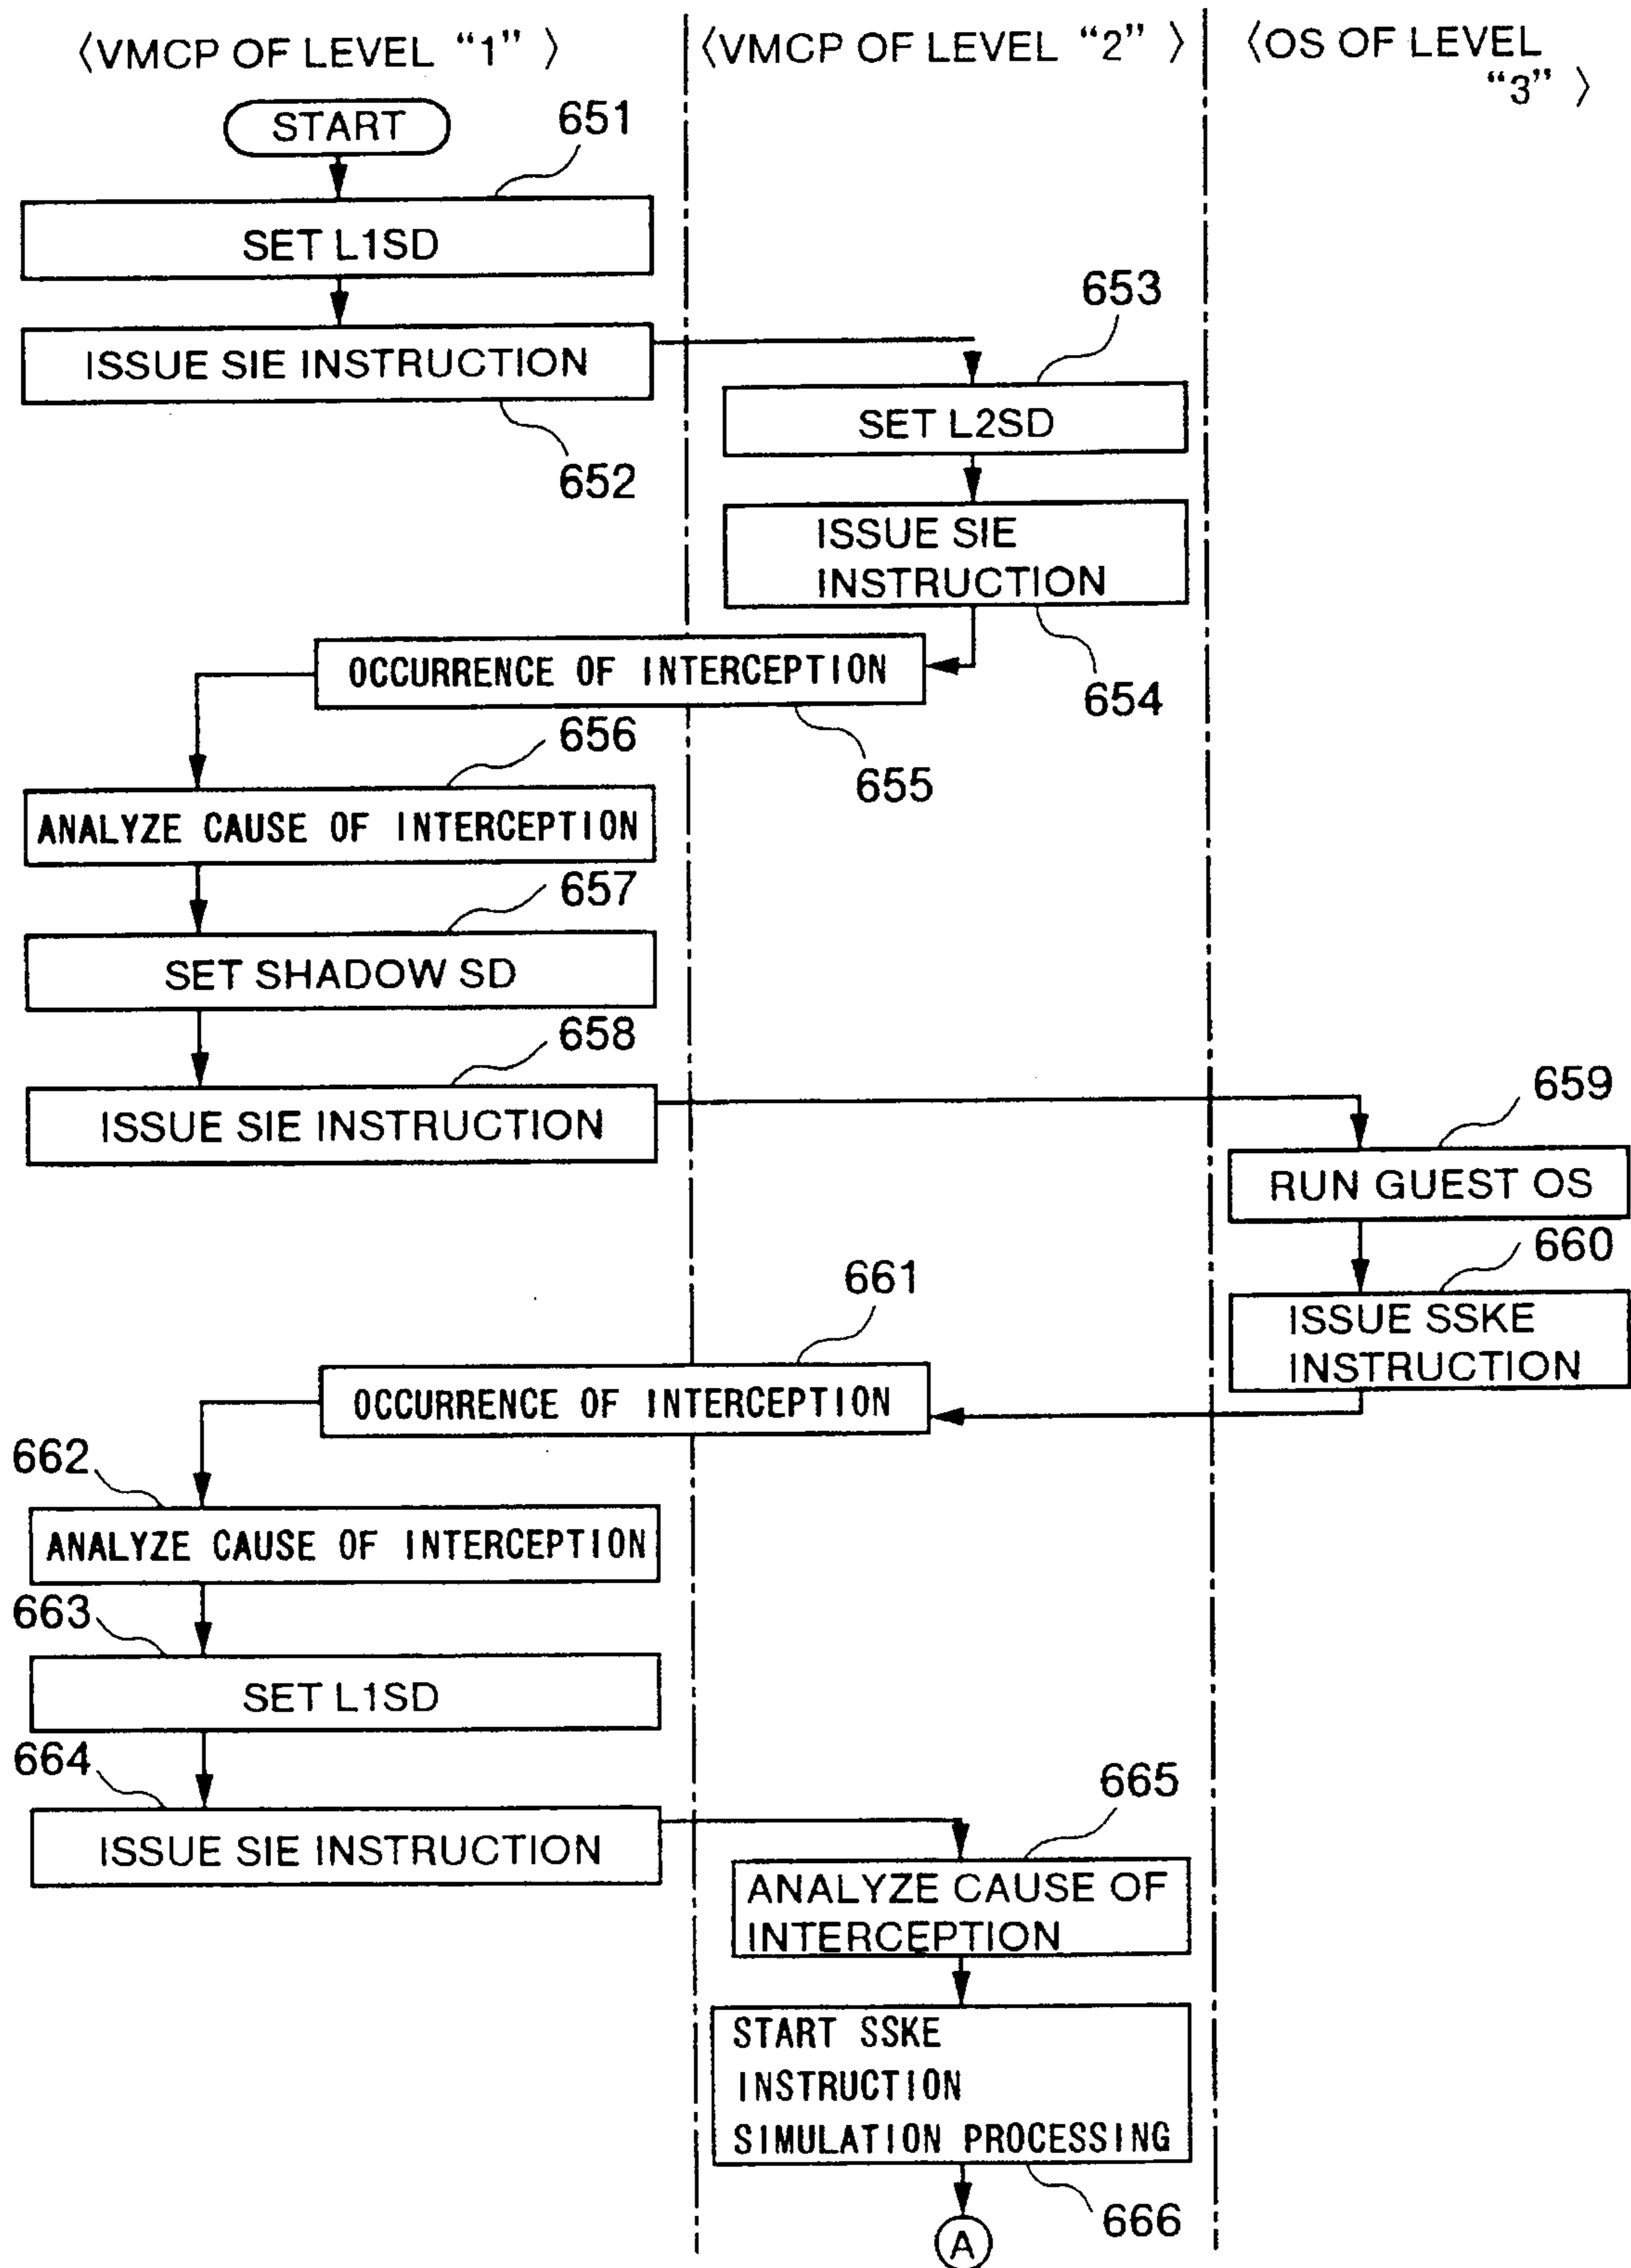 〈VMCP OF LEVEL “1” 〉
〈VMCP OF LEVEL “2” 〉
〈OS OF LEVEL
“3” 〉
START
651
SET L1SD
ISSUE SIE INSTRUCTION
652
653
SET L2SD
ISSUE SIE
INSTRUCTION
654
OCCURRENCE OF INTERCEPTION
655
656
ANALYZE CAUSE OF INTERCEPTION
657
SET SHADOW SD
658
ISSUE SIE INSTRUCTION
659
RUN GUEST OS
660
ISSUE SSKE
INSTRUCTION
661
OCCURRENCE OF INTERCEPTION
662
ANALYZE CAUSE OF INTERCEPTION
663
SET L1SD
664
ISSUE SIE INSTRUCTION
665
ANALYZE CAUSE OF
INTERCEPTION
START SSKE
INSTRUCTION
SIMULATION PROCESSING
666
A